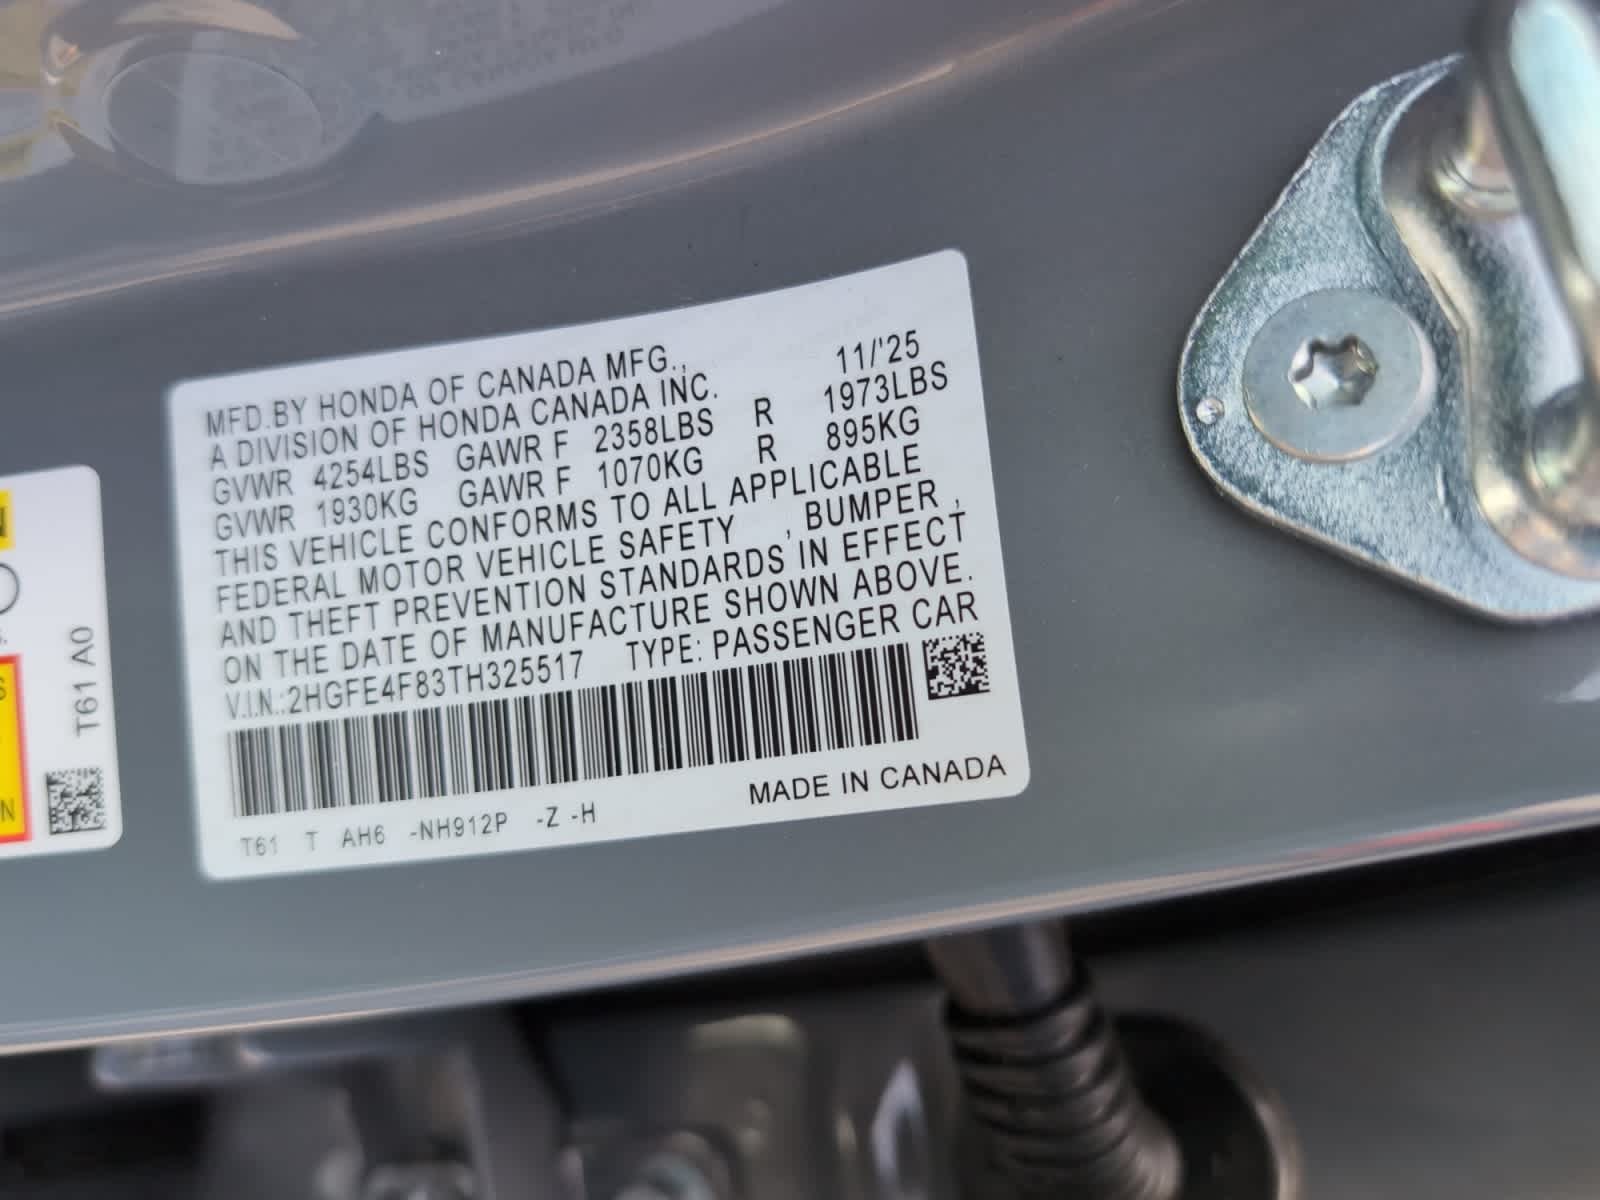 MFD.BY HONDA OF CANADA MFG., 11/'25
A DIVISION OF HONDA CANADA INC.
GVWR 4254LBS GAWR F 2358LBS R 1973LBS
GVWR 1930KG GAWR F 1070KG R 895KG
THIS VEHICLE CONFORMS TO ALL APPLICABLE
FEDERAL MOTOR VEHICLE SAFETY , BUMPER ,
AND THEFT PREVENTION STANDARDS IN EFFECT
ON THE DATE OF MANUFACTURE SHOWN ABOVE.
V.I.N.:2HGFE4F83TH325517 TYPE: PASSENGER CAR
MADE IN CANADA
T61 T AH6 -NH912P -Z -H
T61 A0